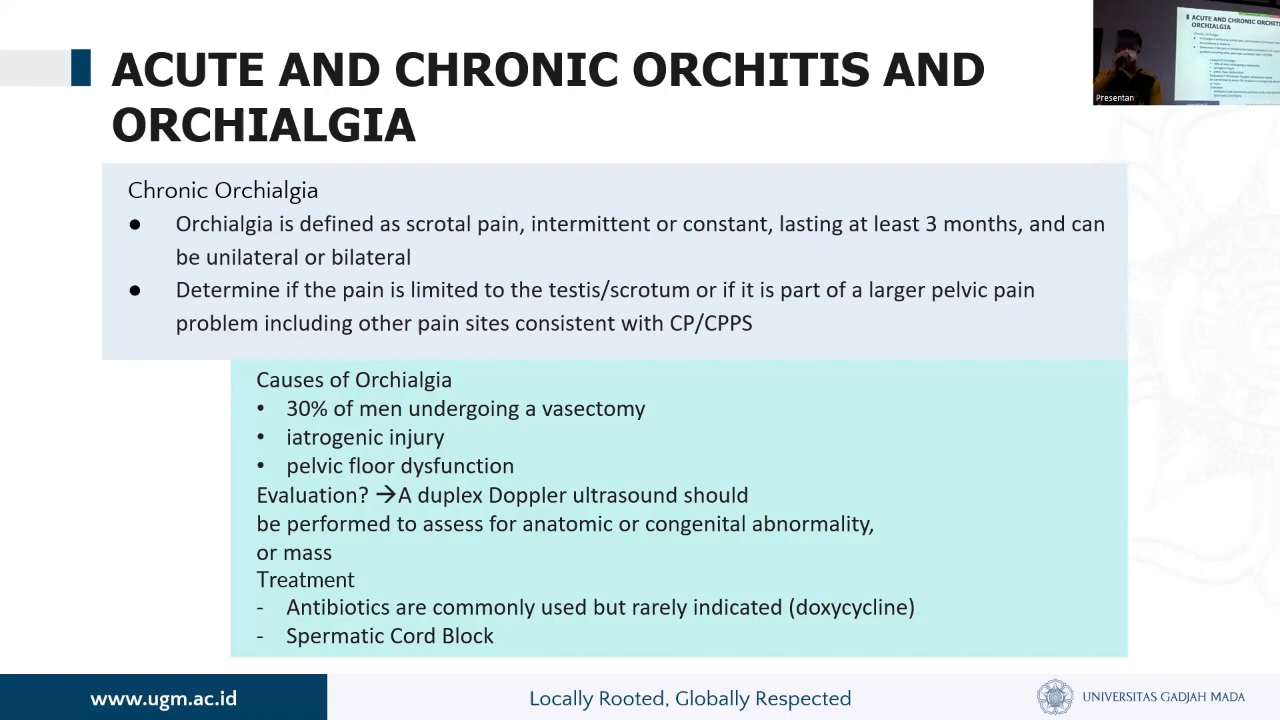 ACUTE AND CHRONIC ORCHITIS AND
ORCHIALGIA
Chronic Orchialgia
● Orchialgia is defined as scrotal pain, intermittent or constant, lasting at least 3 months, and can
be unilateral or bilateral
● Determine if the pain is limited to the testis/scrotum or if it is part of a larger pelvic pain
problem including other pain sites consistent with CP/CPPS
Causes of Orchialgia
• 30% of men undergoing a vasectomy
• iatrogenic injury
• pelvic floor dysfunction
Evaluation? →A duplex Doppler ultrasound should
be performed to assess for anatomic or congenital abnormality,
or mass
Treatment
- Antibiotics are commonly used but rarely indicated (doxycycline)
- Spermatic Cord Block
www.ugm.ac.id
Locally Rooted, Globally Respected
UNIVERSITAS GADJAH MADA
ACUTE AND CHRONIC
ORCHIALGIA
Presentan